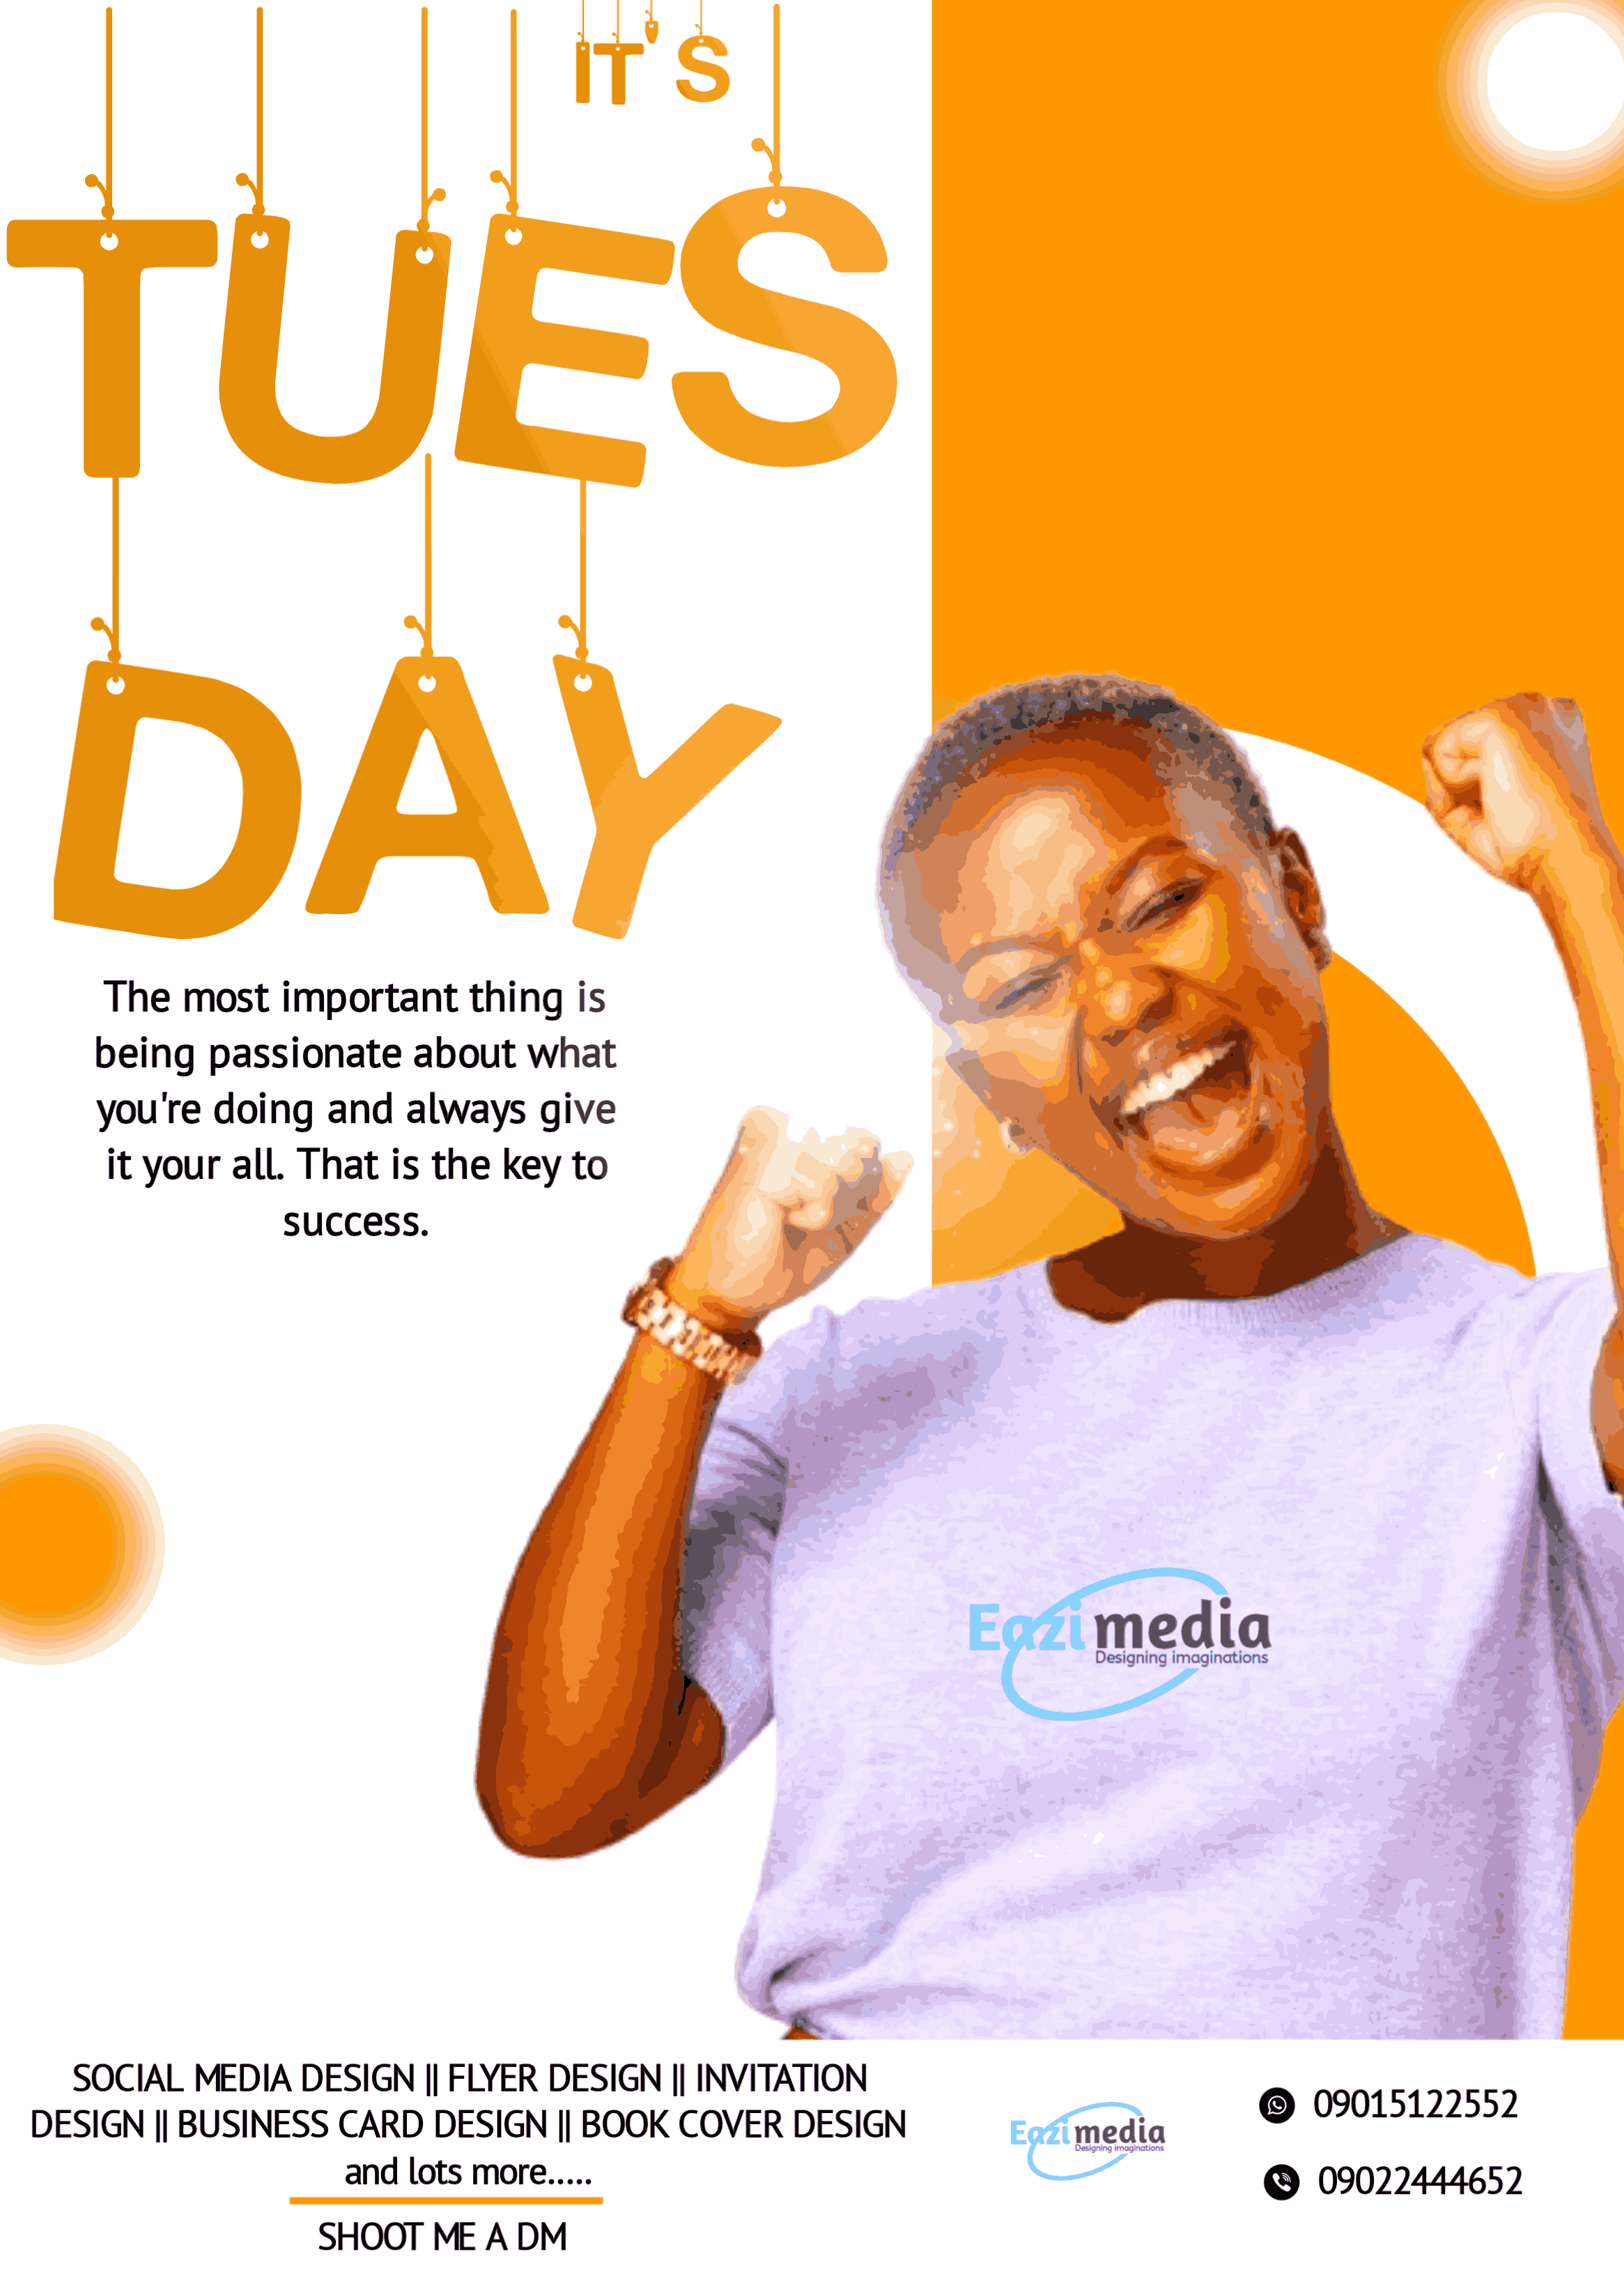 IT'S
TUES
DAY
The most important thing is
being passionate about what
you're doing and always give
it your all. That is the key to
success.
Eazi media
Designing imaginations
SOCIAL MEDIA DESIGN || FLYER DESIGN || INVITATION
DESIGN || BUSINESS CARD DESIGN || BOOK COVER DESIGN
and lots more.....
SHOOT ME A DM
Eazi media
Designing imaginations
09015122552
09022444652